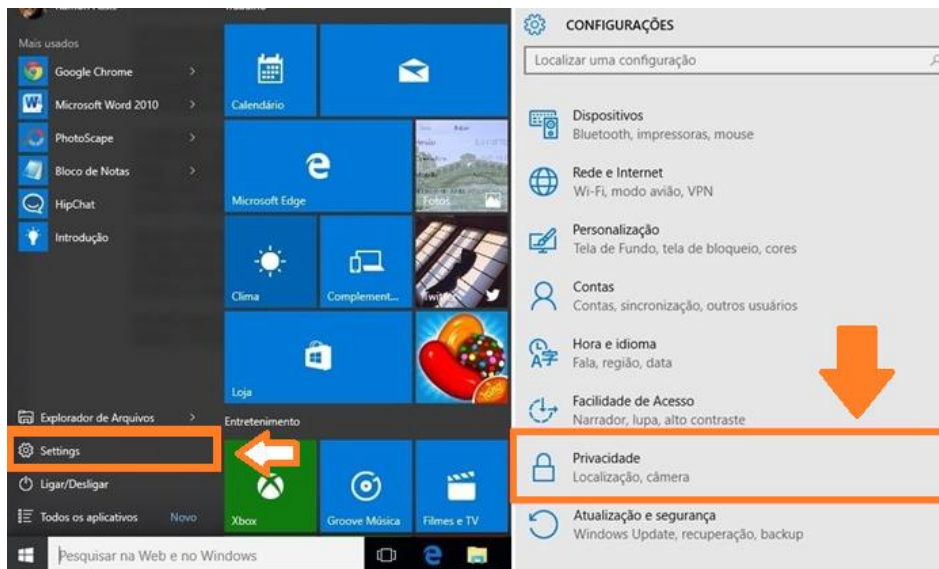 Mais usados
Google Chrome
Microsoft Word 2010
PhotoScape
Bloco de Notas
HipChat
Introdução
Explorador de Arquivos
Settings
Ligar/Desligar
Todos os aplicativos Novo
Pesquisar na Web e no Windows
Calendário
Microsoft Edge
Fotos
Clima
Complement...
Twitter
Loja
Entretenimento
Xbox
Groove Música
Filmes e TV
CONFIGURAÇÕES
Localizar uma configuração
Dispositivos
Bluetooth, impressoras, mouse
Rede e Internet
Wi-Fi, modo avião, VPN
Personalização
Tela de Fundo, tela de bloqueio, cores
Contas
Contas, sincronização, outros usuários
Hora e idioma
Fala, região, data
Facilidade de Acesso
Narrador, lupa, alto contraste
Privacidade
Localização, câmera
Atualização e segurança
Windows Update, recuperação, backup